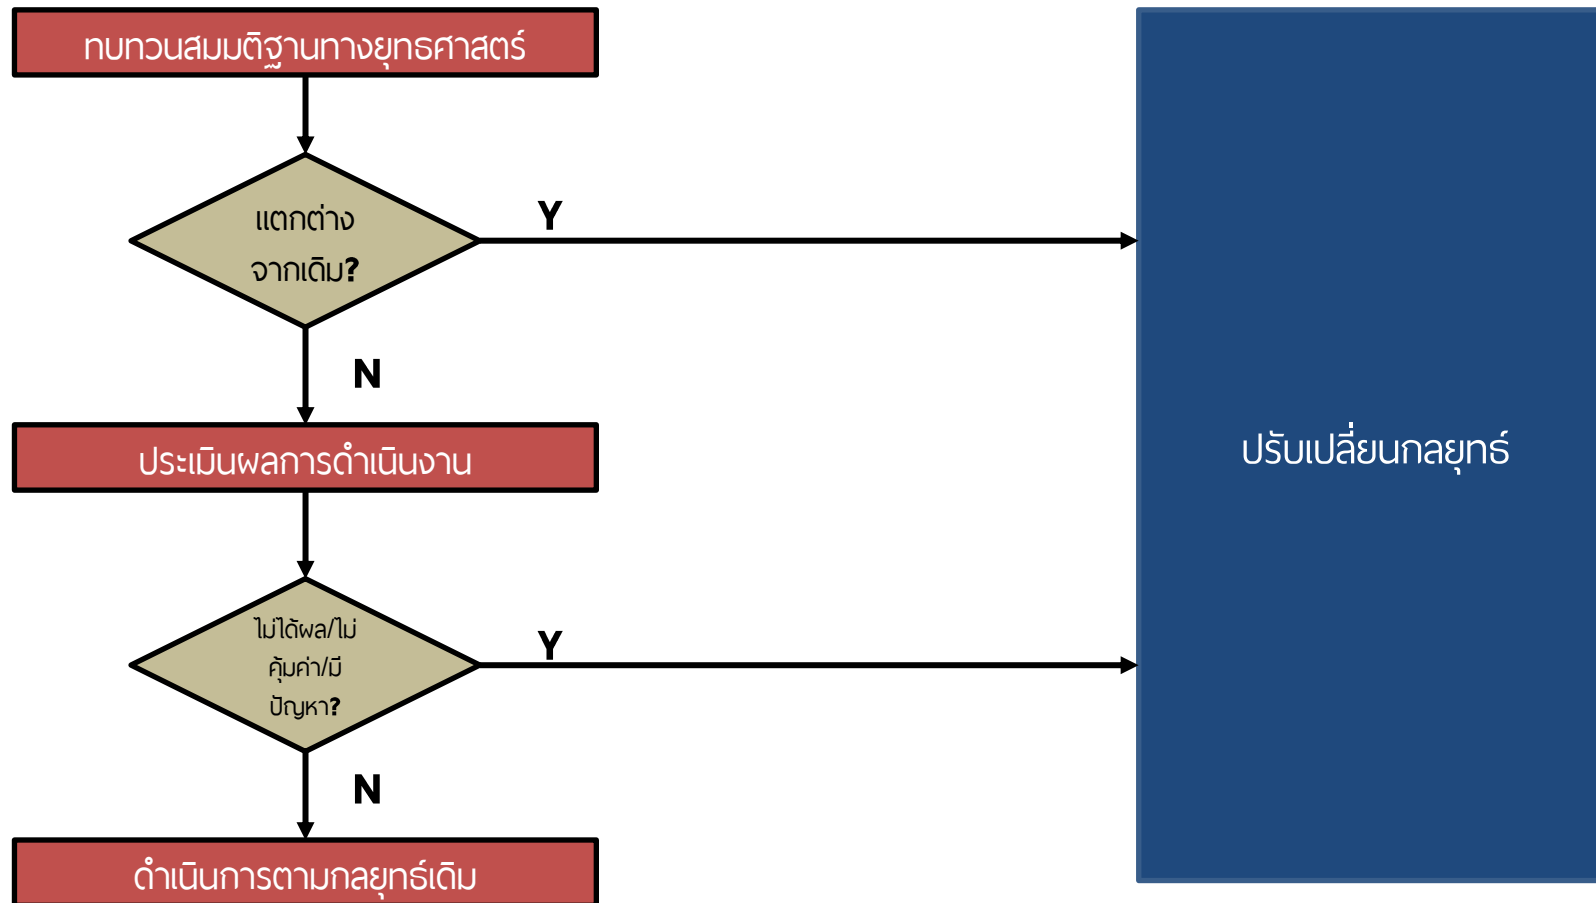 ทบทวนสมมติฐานทางยุทธศาสตร์
แตกต่าง
จากเดิม?
Y
N
ประเมินผลการดำเนินงาน
ปรับเปลี่ยนกลยุทธ์
ไม่ได้ผล/ไม่
คุ้มค่า/มี
ปัญหา?
Y
N
ดำเนินการตามกลยุทธ์เดิม